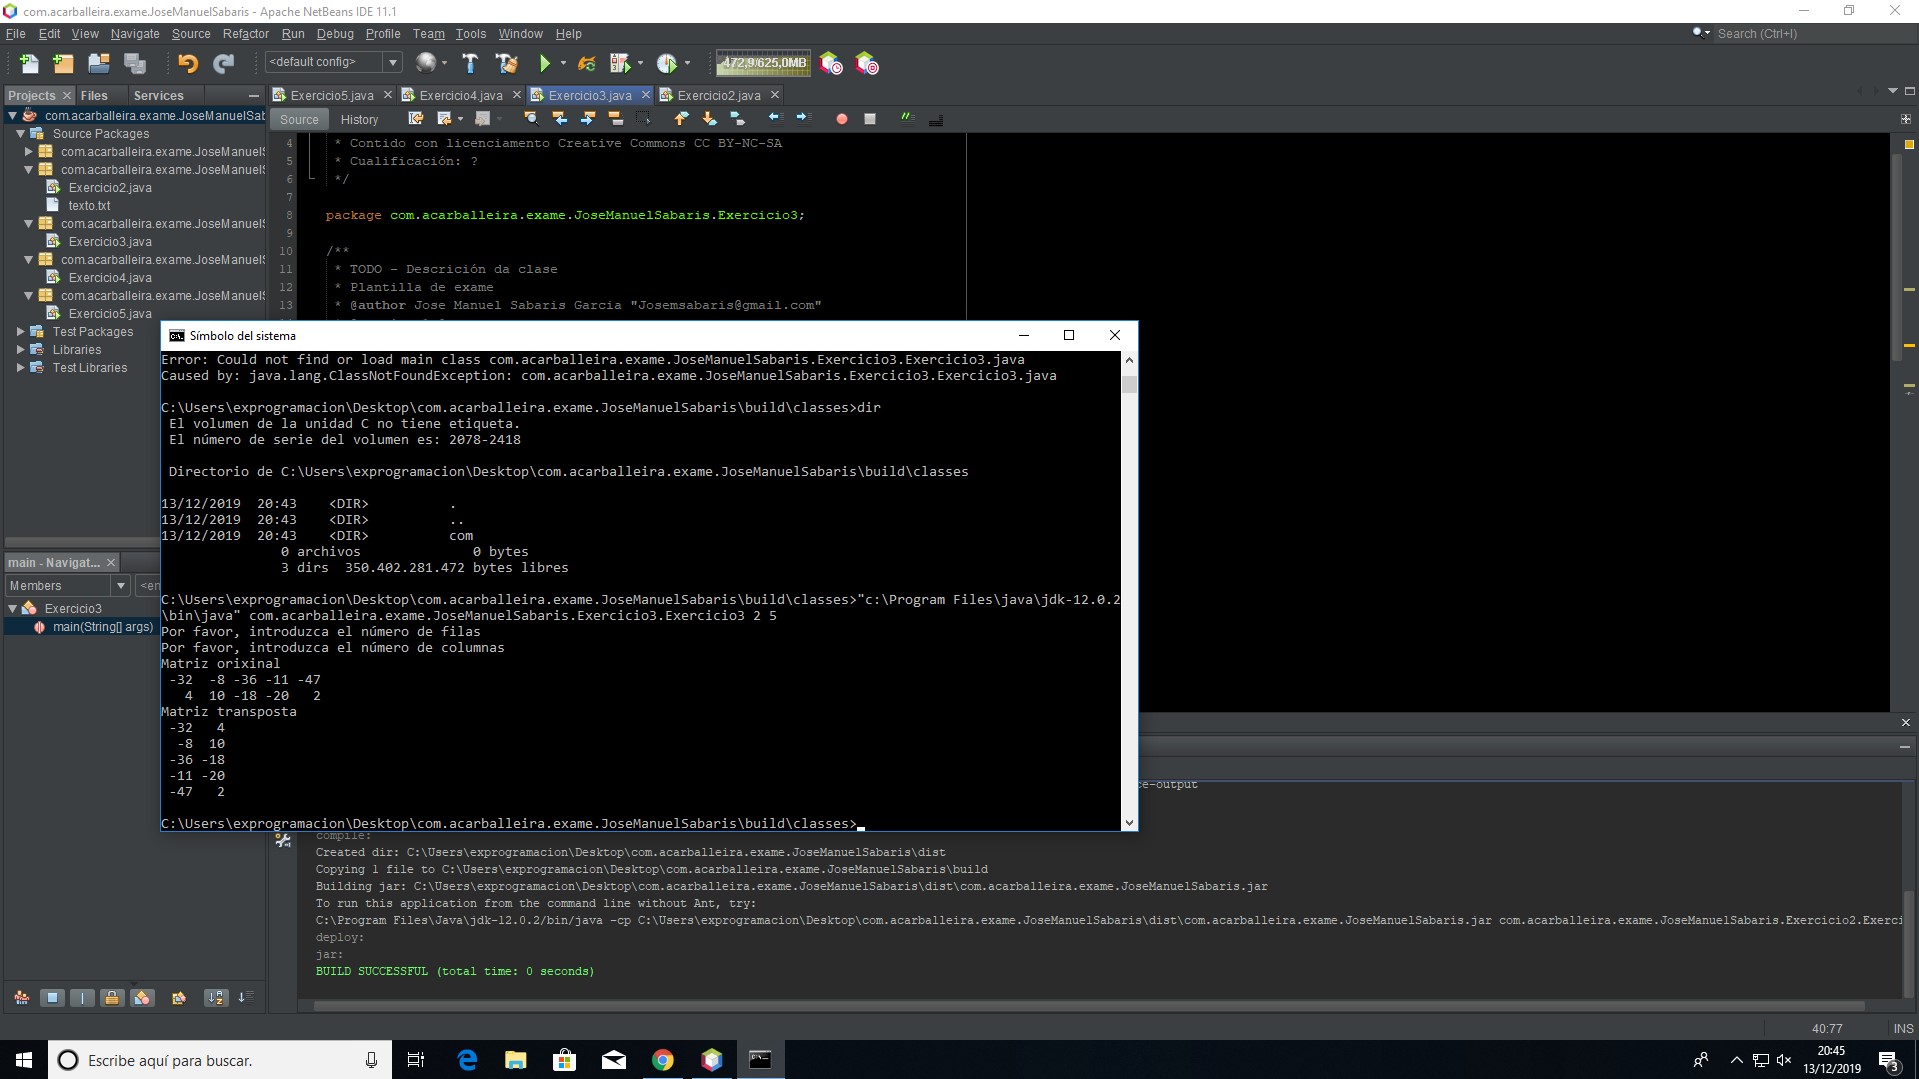 com.acarballeira.exame.JoseManuelSabaris - Apache NetBeans IDE 11.1
File Edit View Navigate Source Refactor Run Debug Profile Team Tools Window Help
Search (Ctrl+I)
<default config>
472,9/625,0MB
Projects Files Services
Exercicio5.java Exercicio4.java Exercicio3.java Exercicio2.java
Source History
com.acarballeira.exame.JoseManuelSab
Source Packages
com.acarballeira.exame.JoseManuelS
com.acarballeira.exame.JoseManuelS
Exercicio2.java
texto.txt
com.acarballeira.exame.JoseManuelS
Exercicio3.java
com.acarballeira.exame.JoseManuelS
Exercicio4.java
com.acarballeira.exame.JoseManuelS
Exercicio5.java
Test Packages
Libraries
Test Libraries
4 * Contido con licenciamento Creative Commons CC BY-NC-SA
5 * Cualificación: ?
6 */
7
8 package com.acarballeira.exame.JoseManuelSabaris.Exercicio3;
9
10 /**
11 * TODO - Descrición da clase
12 * Plantilla de exame
13 * @author Jose Manuel Sabaris Garcia "Josemsabaris@gmail.com"
Símbolo del sistema
Error: Could not find or load main class com.acarballeira.exame.JoseManuelSabaris.Exercicio3.Exercicio3.java
Caused by: java.lang.ClassNotFoundException: com.acarballeira.exame.JoseManuelSabaris.Exercicio3.Exercicio3.java
C:\Users\exprogramacion\Desktop\com.acarballeira.exame.JoseManuelSabaris\build\classes>dir
El volumen de la unidad C no tiene etiqueta.
El número de serie del volumen es: 2078-2418
Directorio de C:\Users\exprogramacion\Desktop\com.acarballeira.exame.JoseManuelSabaris\build\classes
13/12/2019 20:43 <DIR> .
13/12/2019 20:43 <DIR> ..
13/12/2019 20:43 <DIR> com
0 archivos 0 bytes
3 dirs 350.402.281.472 bytes libres
C:\Users\exprogramacion\Desktop\com.acarballeira.exame.JoseManuelSabaris\build\classes>"c:\Program Files\java\jdk-12.0.2
\bin\java" com.acarballeira.exame.JoseManuelSabaris.Exercicio3.Exercicio3 2 5
Por favor, introduzca el número de filas
Por favor, introduzca el número de columnas
Matriz orixinal
-32 -8 -36 -11 -47
4 10 -18 -20 2
Matriz transposta
-32 4
-8 10
-36 -18
-11 -20
-47 2
C:\Users\exprogramacion\Desktop\com.acarballeira.exame.JoseManuelSabaris\build\classes>
main - Navigat...
Members <en
Exercicio3
main(String[] args)
ce-output
compile:
Created dir: C:\Users\exprogramacion\Desktop\com.acarballeira.exame.JoseManuelSabaris\dist
Copying 1 file to C:\Users\exprogramacion\Desktop\com.acarballeira.exame.JoseManuelSabaris\build
Building jar: C:\Users\exprogramacion\Desktop\com.acarballeira.exame.JoseManuelSabaris\dist\com.acarballeira.exame.JoseManuelSabaris.jar
To run this application from the command line without Ant, try:
C:\Program Files\Java\jdk-12.0.2/bin/java -cp C:\Users\exprogramacion\Desktop\com.acarballeira.exame.JoseManuelSabaris\dist\com.acarballeira.exame.JoseManuelSabaris.jar com.acarballeira.exame.JoseManuelSabaris.Exercicio2.Exerci
deploy:
jar:
BUILD SUCCESSFUL (total time: 0 seconds)
40:77 INS
Escribe aquí para buscar.
20:45
13/12/2019
3